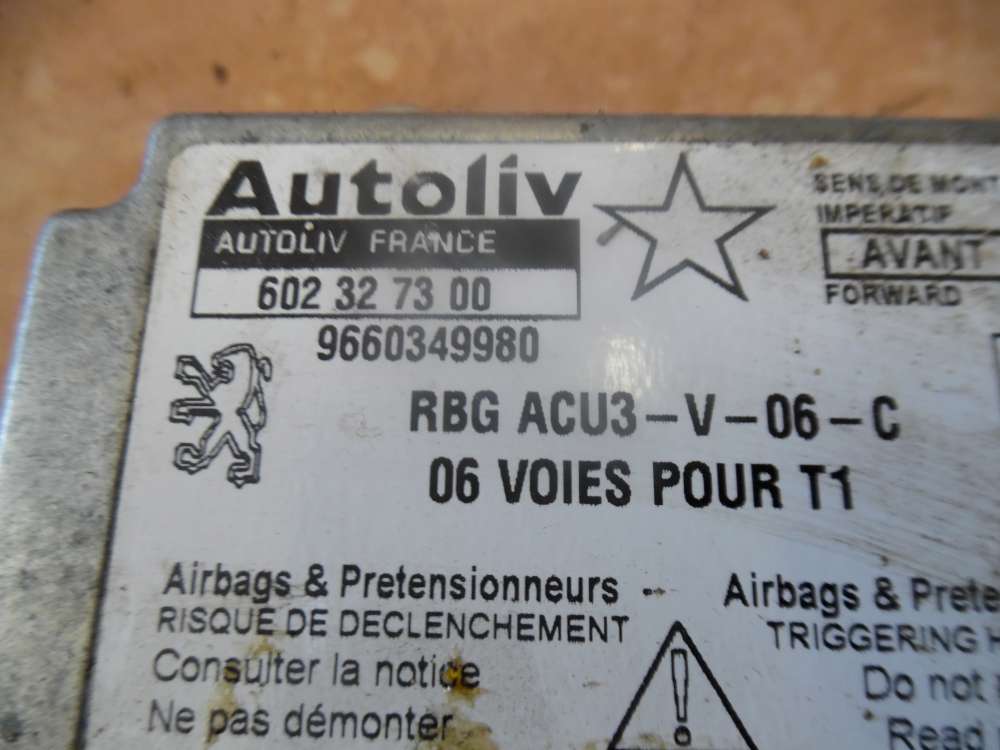 Autoliv
AUTOLIV FRANCE
602 32 73 00
9660349980
SENS DE MONT
IMPERATIF
AVANT
FORWARD
RBG ACU3-V-06-C
06 VOIES POUR T1
Airbags & Pretensionneurs -
RISQUE DE DECLENCHEMENT
Consulter la notice
Ne pas démonter
Airbags & Prete
TRIGGERING H
Do not
Read